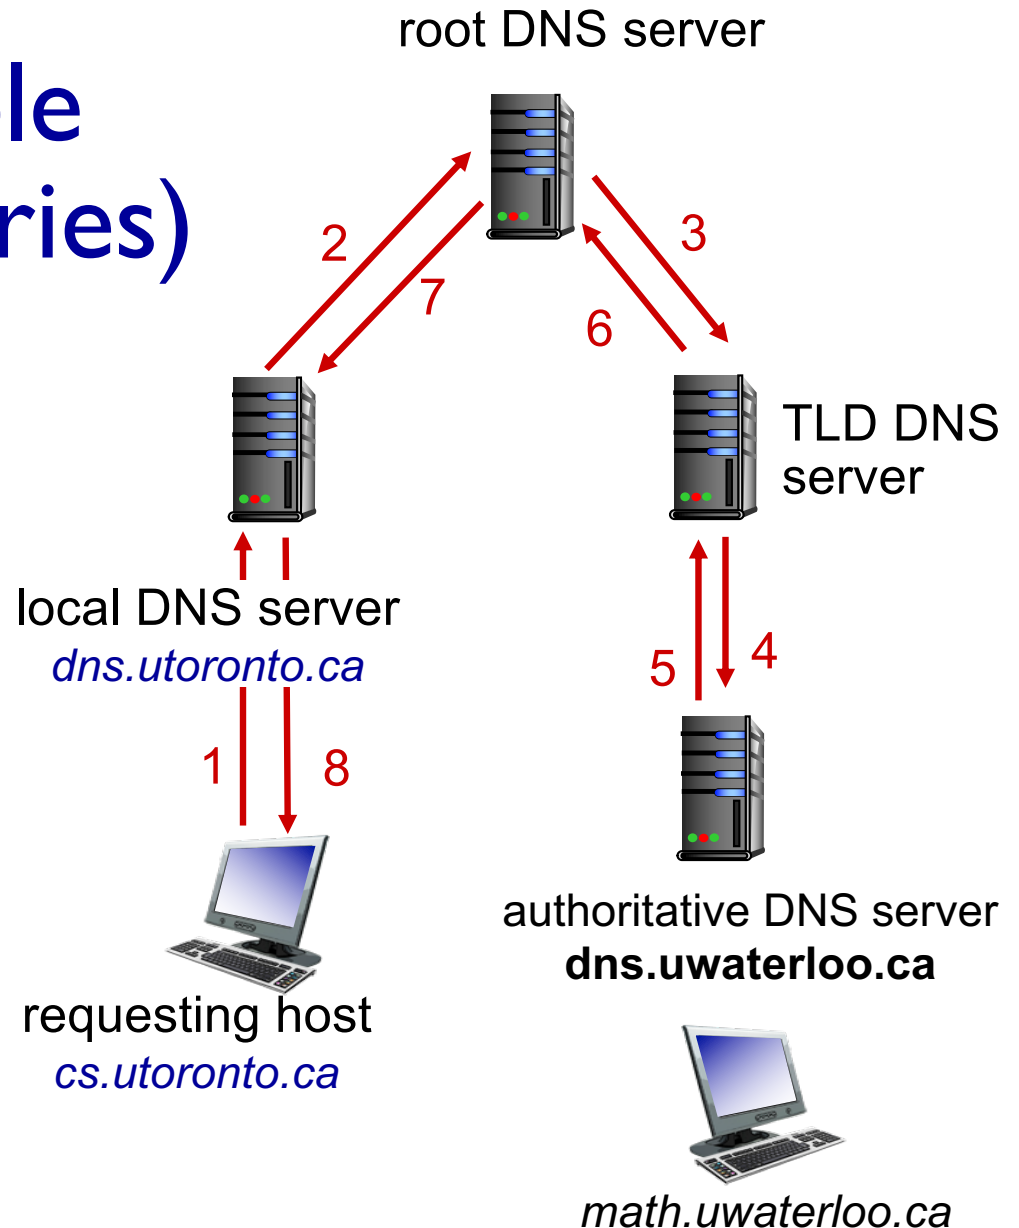 root DNS server
le
ries)
2
3
7
6
TLD DNS
server
local DNS server
dns.utoronto.ca
5
4
1
8
authoritative DNS server
dns.uwaterloo.ca
requesting host
cs.utoronto.ca
math.uwaterloo.ca